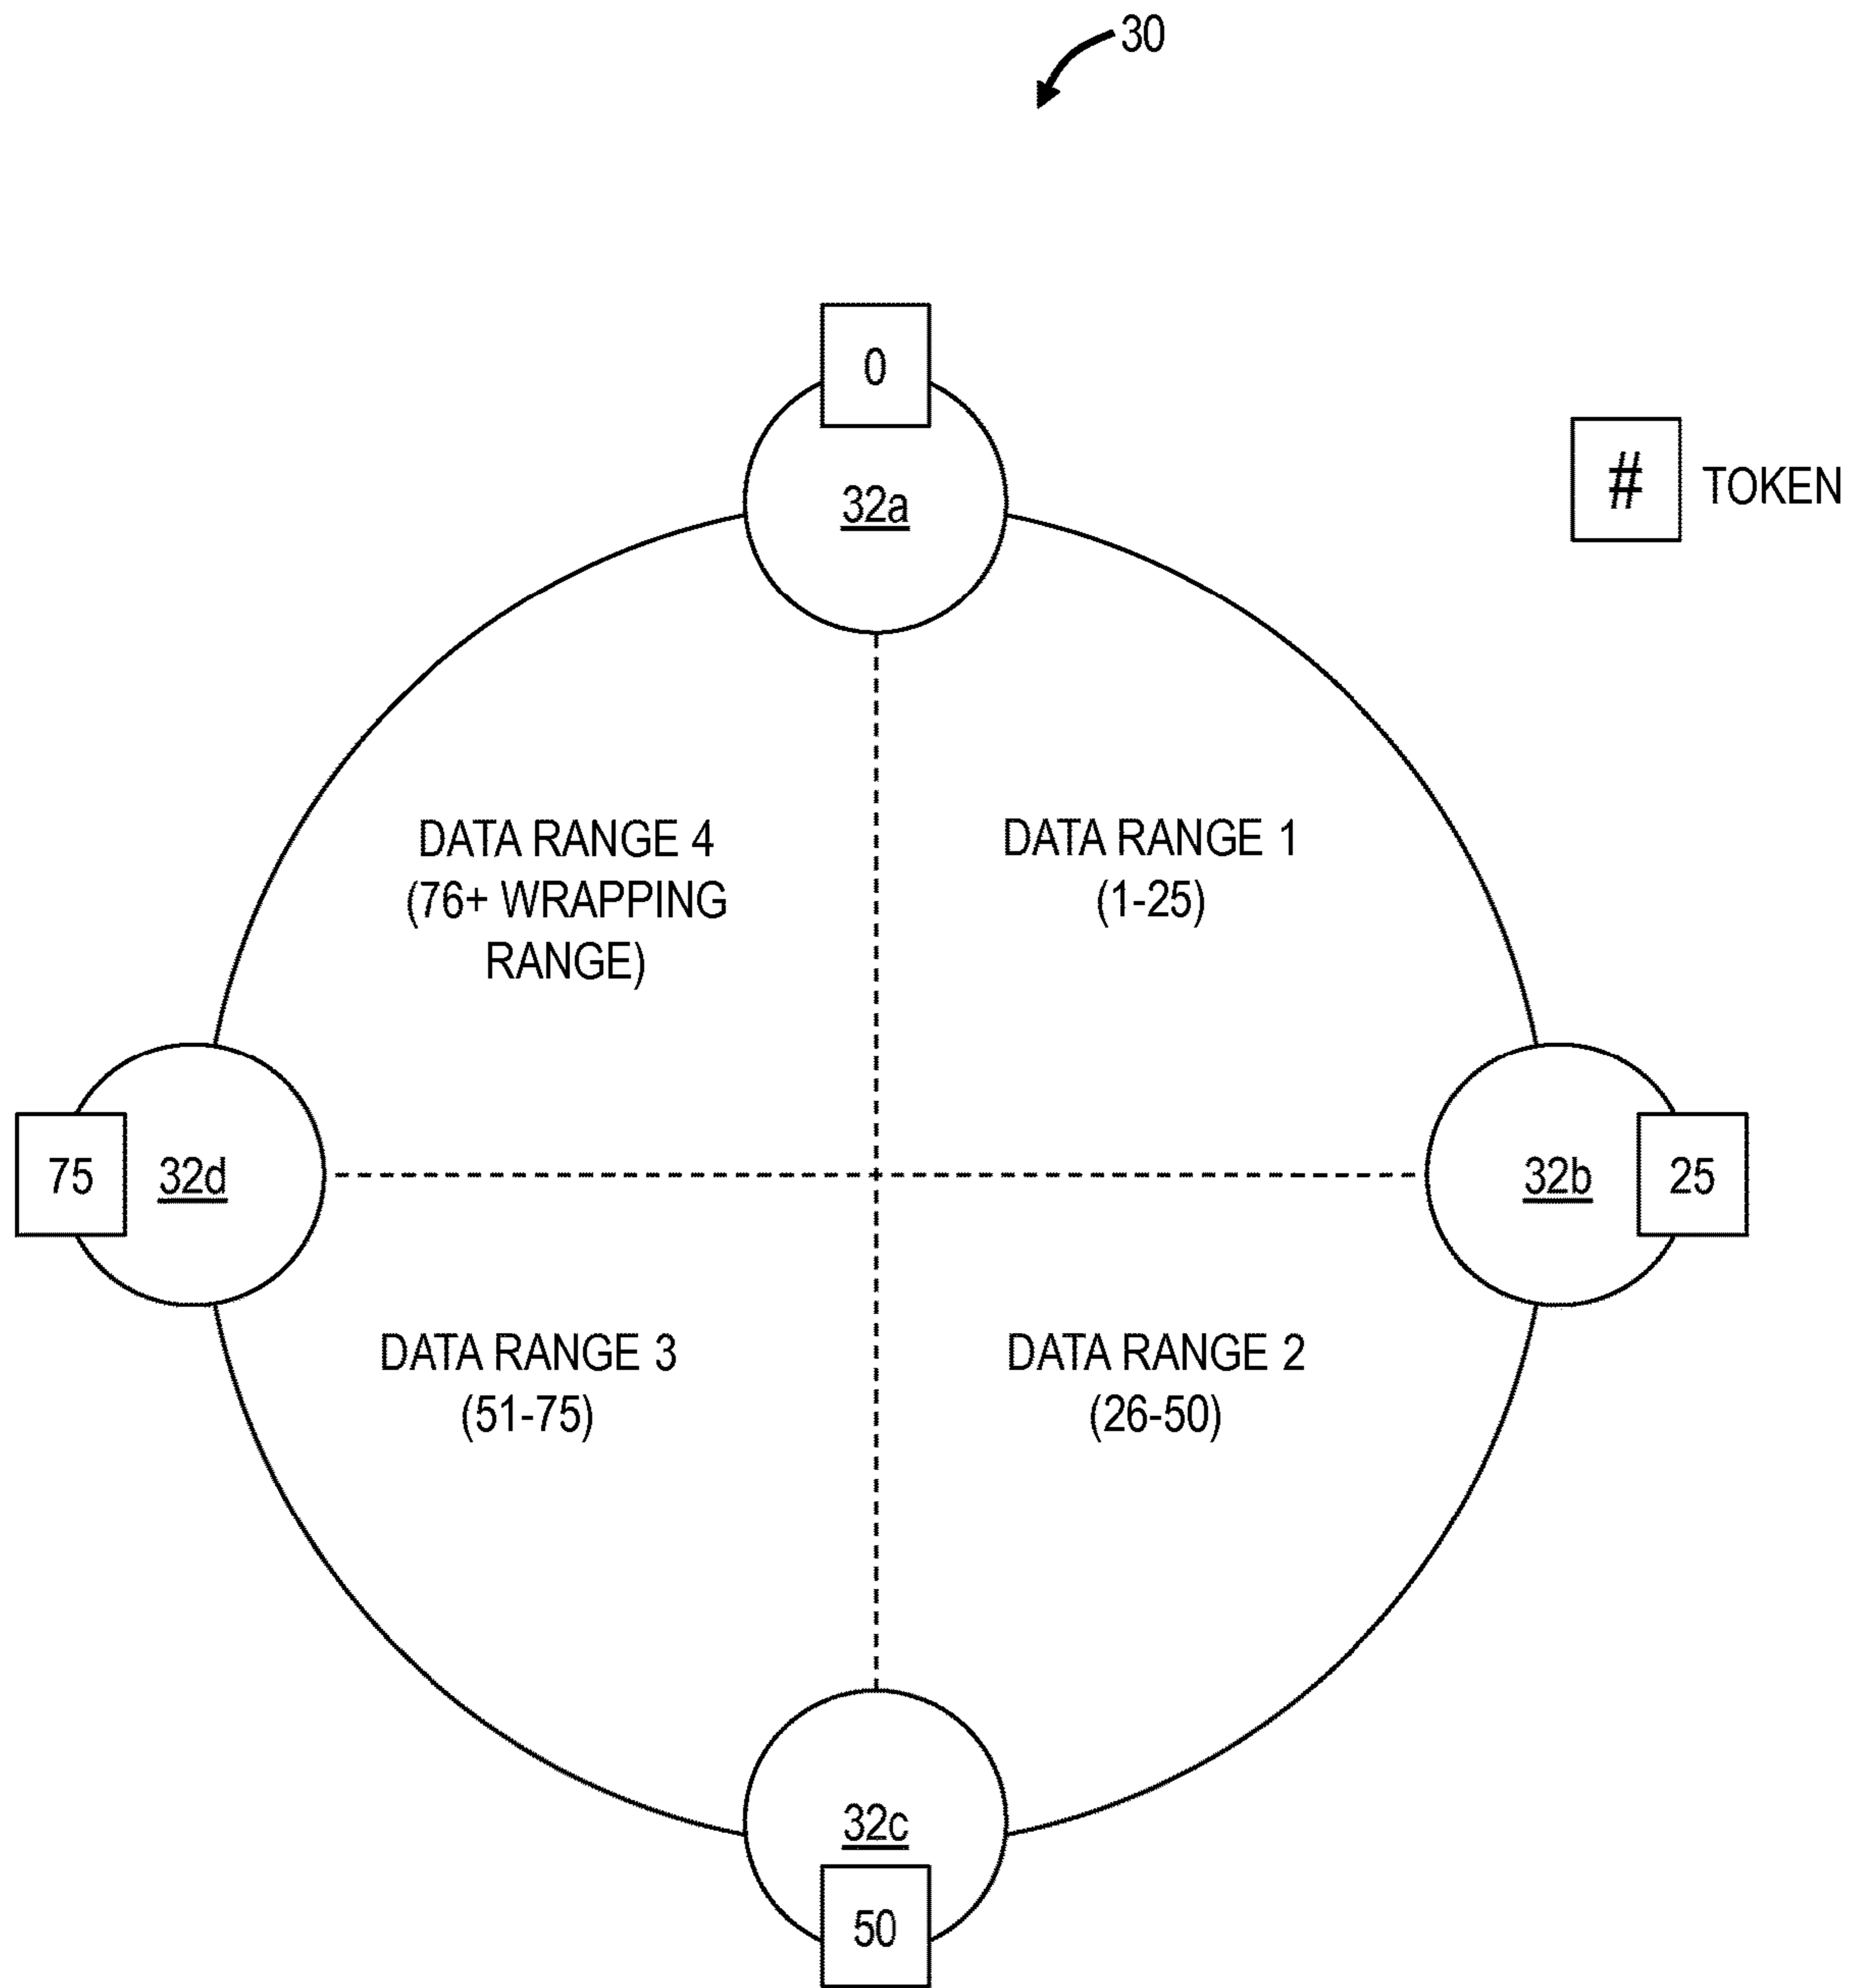 30
0
32a
# TOKEN
DATA RANGE 4
(76+ WRAPPING
RANGE)
DATA RANGE 1
(1-25)
75
32d
32b
25
DATA RANGE 3
(51-75)
DATA RANGE 2
(26-50)
32c
50